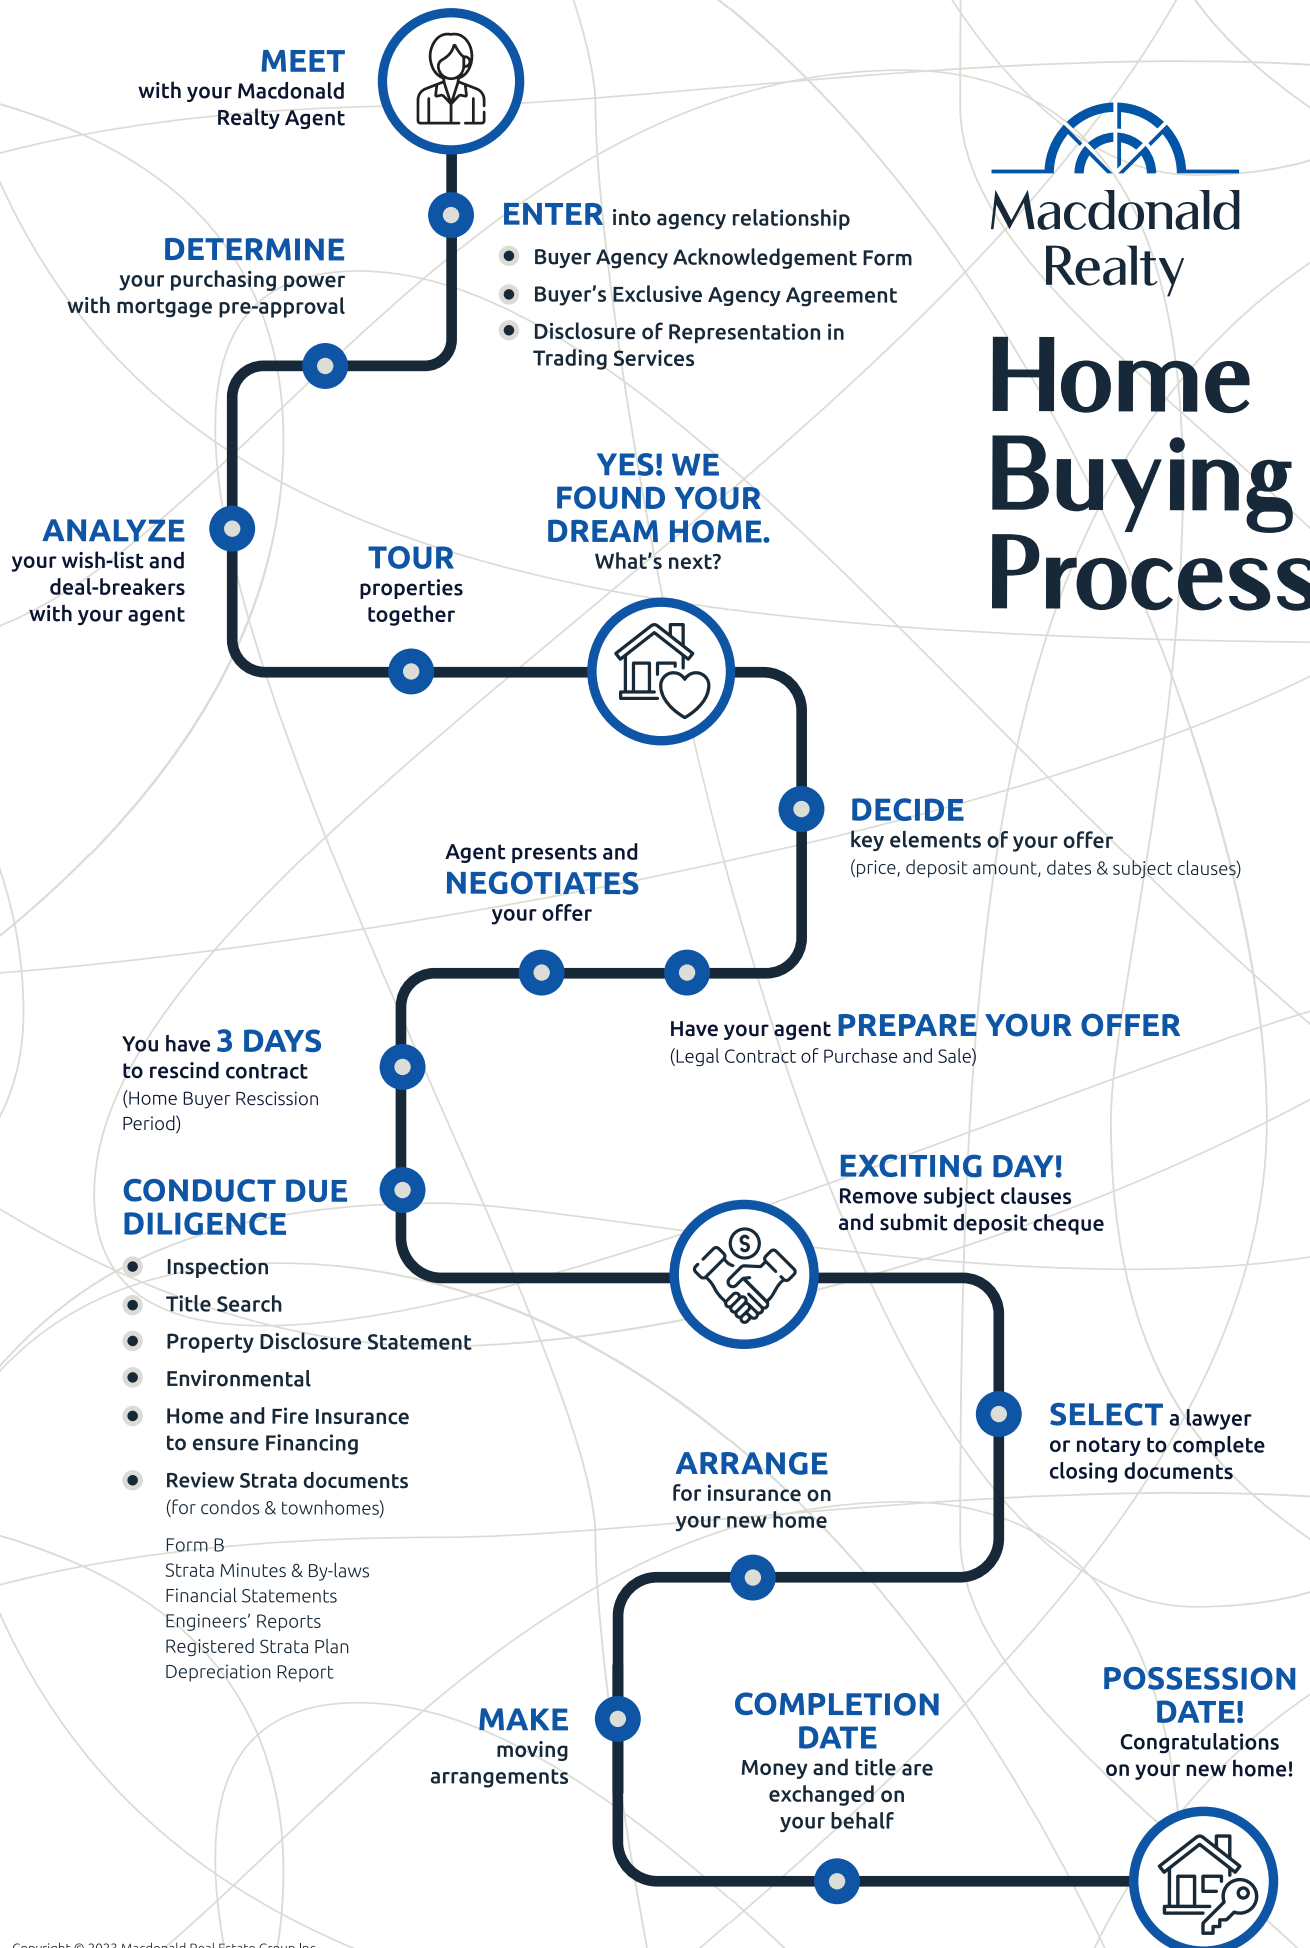 MEET
with your Macdonald
Realty Agent
Macdonald
Realty
Home
Buying
Process
ENTER into agency relationship
Buyer Agency Acknowledgement Form
Buyer's Exclusive Agency Agreement
Disclosure of Representation in
Trading Services
DETERMINE
your purchasing power
with mortgage pre-approval
ANALYZE
your wish-list and
deal-breakers
with your agent
TOUR
properties
together
YES! WE
FOUND YOUR
DREAM HOME.
What's next?
DECIDE
key elements of your offer
(price, deposit amount, dates & subject clauses)
Have your agent PREPARE YOUR OFFER
(Legal Contract of Purchase and Sale)
Agent presents and
NEGOTIATES
your offer
You have 3 DAYS
to rescind contract
(Home Buyer Rescission
Period)
CONDUCT DUE
DILIGENCE
Inspection
Title Search
Property Disclosure Statement
Environmental
Home and Fire Insurance
to ensure Financing
Review Strata documents
(for condos & townhomes)
Form B
Strata Minutes & By-laws
Financial Statements
Engineers' Reports
Registered Strata Plan
Depreciation Report
$
EXCITING DAY!
Remove subject clauses
and submit deposit cheque
SELECT a lawyer
or notary to complete
closing documents
ARRANGE
for insurance on
your new home
MAKE
moving
arrangements
COMPLETION
DATE
Money and title are
exchanged on
your behalf
POSSESSION
DATE!
Congratulations
on your new home!
Copyright © 2023 Macdonald Real Estate Group Inc.